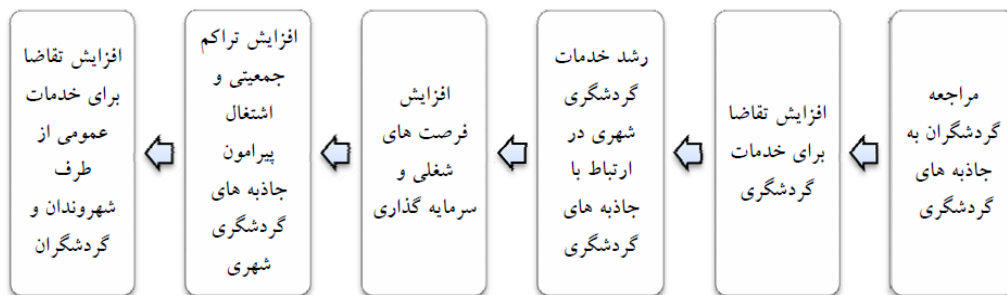 مراجعه
گردشگران به
جاذبه های
گردشگری
افزایش تقاضا
برای خدمات
گردشگری
رشد خدمات
گردشگری
شهری در
ارتباط با
جاذبه های
گردشگری
افزایش
فرصت های
شغلی و
سرمایه گذاری
افزایش تراکم
جمعیتی و
اشتغال
پیرامون
جاذبه های
گردشگری
شهری
افزایش تقاضا
برای خدمات
عمومی از
طرف
شهروندان و
گردشگران